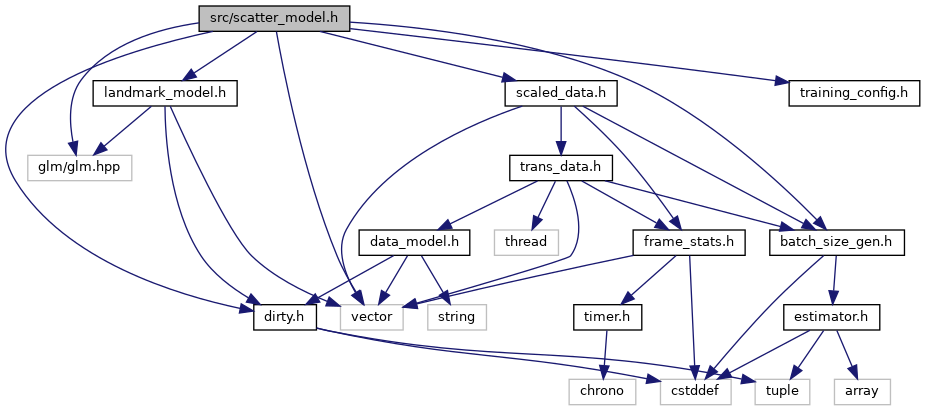 src/scatter_model.h
landmark_model.h
scaled_data.h
training_config.h
glm/glm.hpp
trans_data.h
data_model.h
thread
frame_stats.h
batch_size_gen.h
dirty.h
vector
string
timer.h
estimator.h
chrono
cstddef
tuple
array